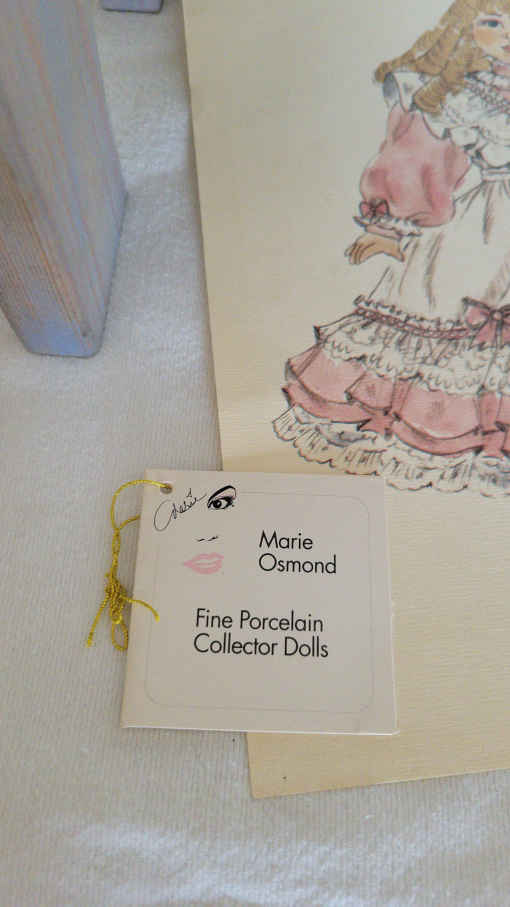 Marie
Osmond
Fine Porcelain
Collector Dolls